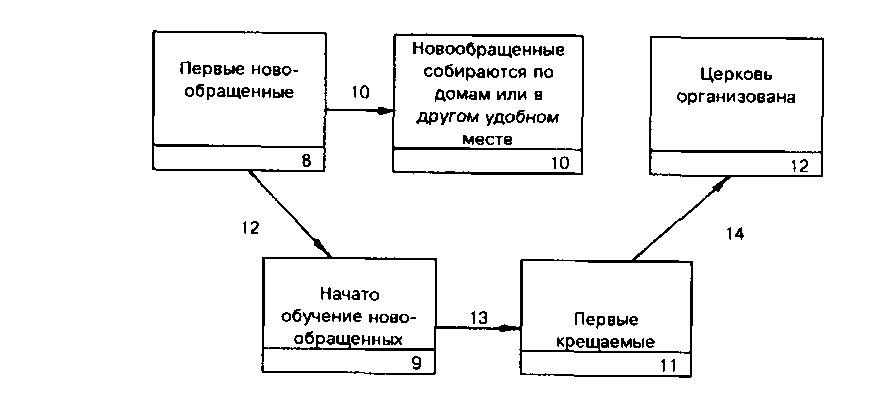 Первые ново-
обращенные
8
10
Новообращенные
собираются по
домам или в
другом удобном
месте
10
Церковь
организована
12
12
14
Начато
обучение ново-
обращенных
9
13
Первые
крещаемые
11